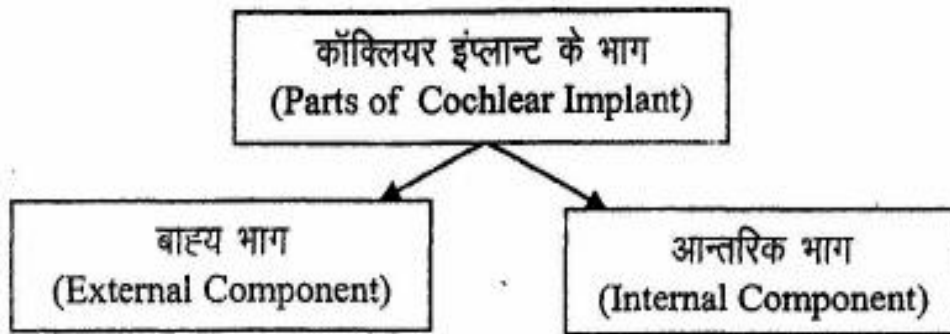 कॉक्लियर इंप्लान्ट के भाग
(Parts of Cochlear Implant)
बाह्य भाग
(External Component)
आन्तरिक भाग
(Internal Component)